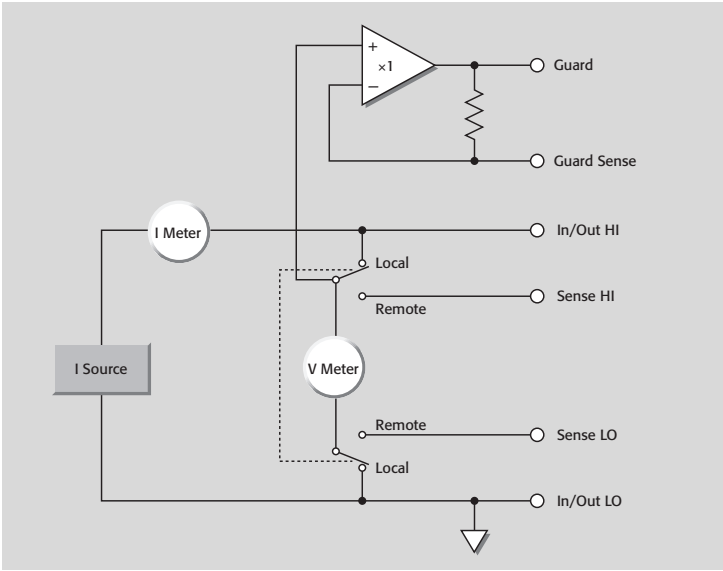 +
×1
−
Guard
Guard Sense
I Meter
In/Out HI
Local
Sense HI
Remote
I Source
V Meter
Remote
Sense LO
Local
In/Out LO